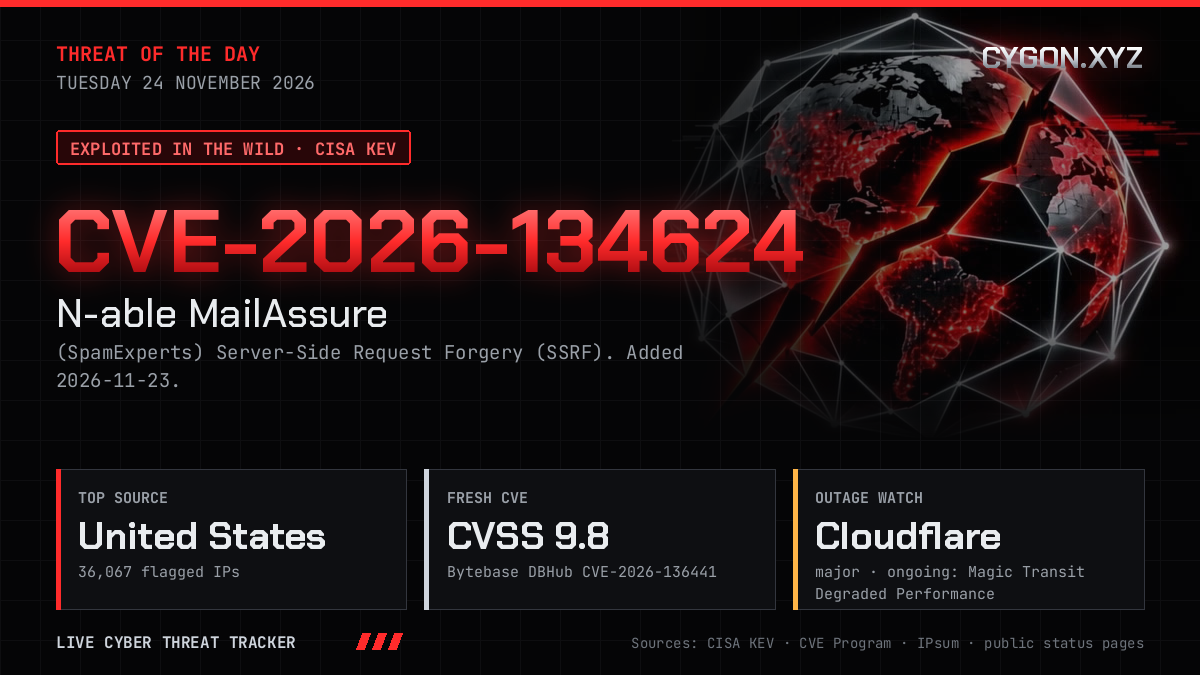 THREAT OF THE DAY
CYGON.XYZ
TUESDAY 24 NOVEMBER 2026
EXPLOITED IN THE WILD · CISA KEV
CVE-2026-134624
N-able MailAssure
(SpamExperts) Server-Side Request Forgery (SSRF). Added
2026-11-23.
TOP SOURCE
United States
36,067 flagged IPs
FRESH CVE
CVSS 9.8
Bytebase DBHub CVE-2026-136441
OUTAGE WATCH
Cloudflare
major · ongoing: Magic Transit
Degraded Performance
LIVE CYBER THREAT TRACKER
Sources: CISA KEV · CVE Program · IPsum · public status pages